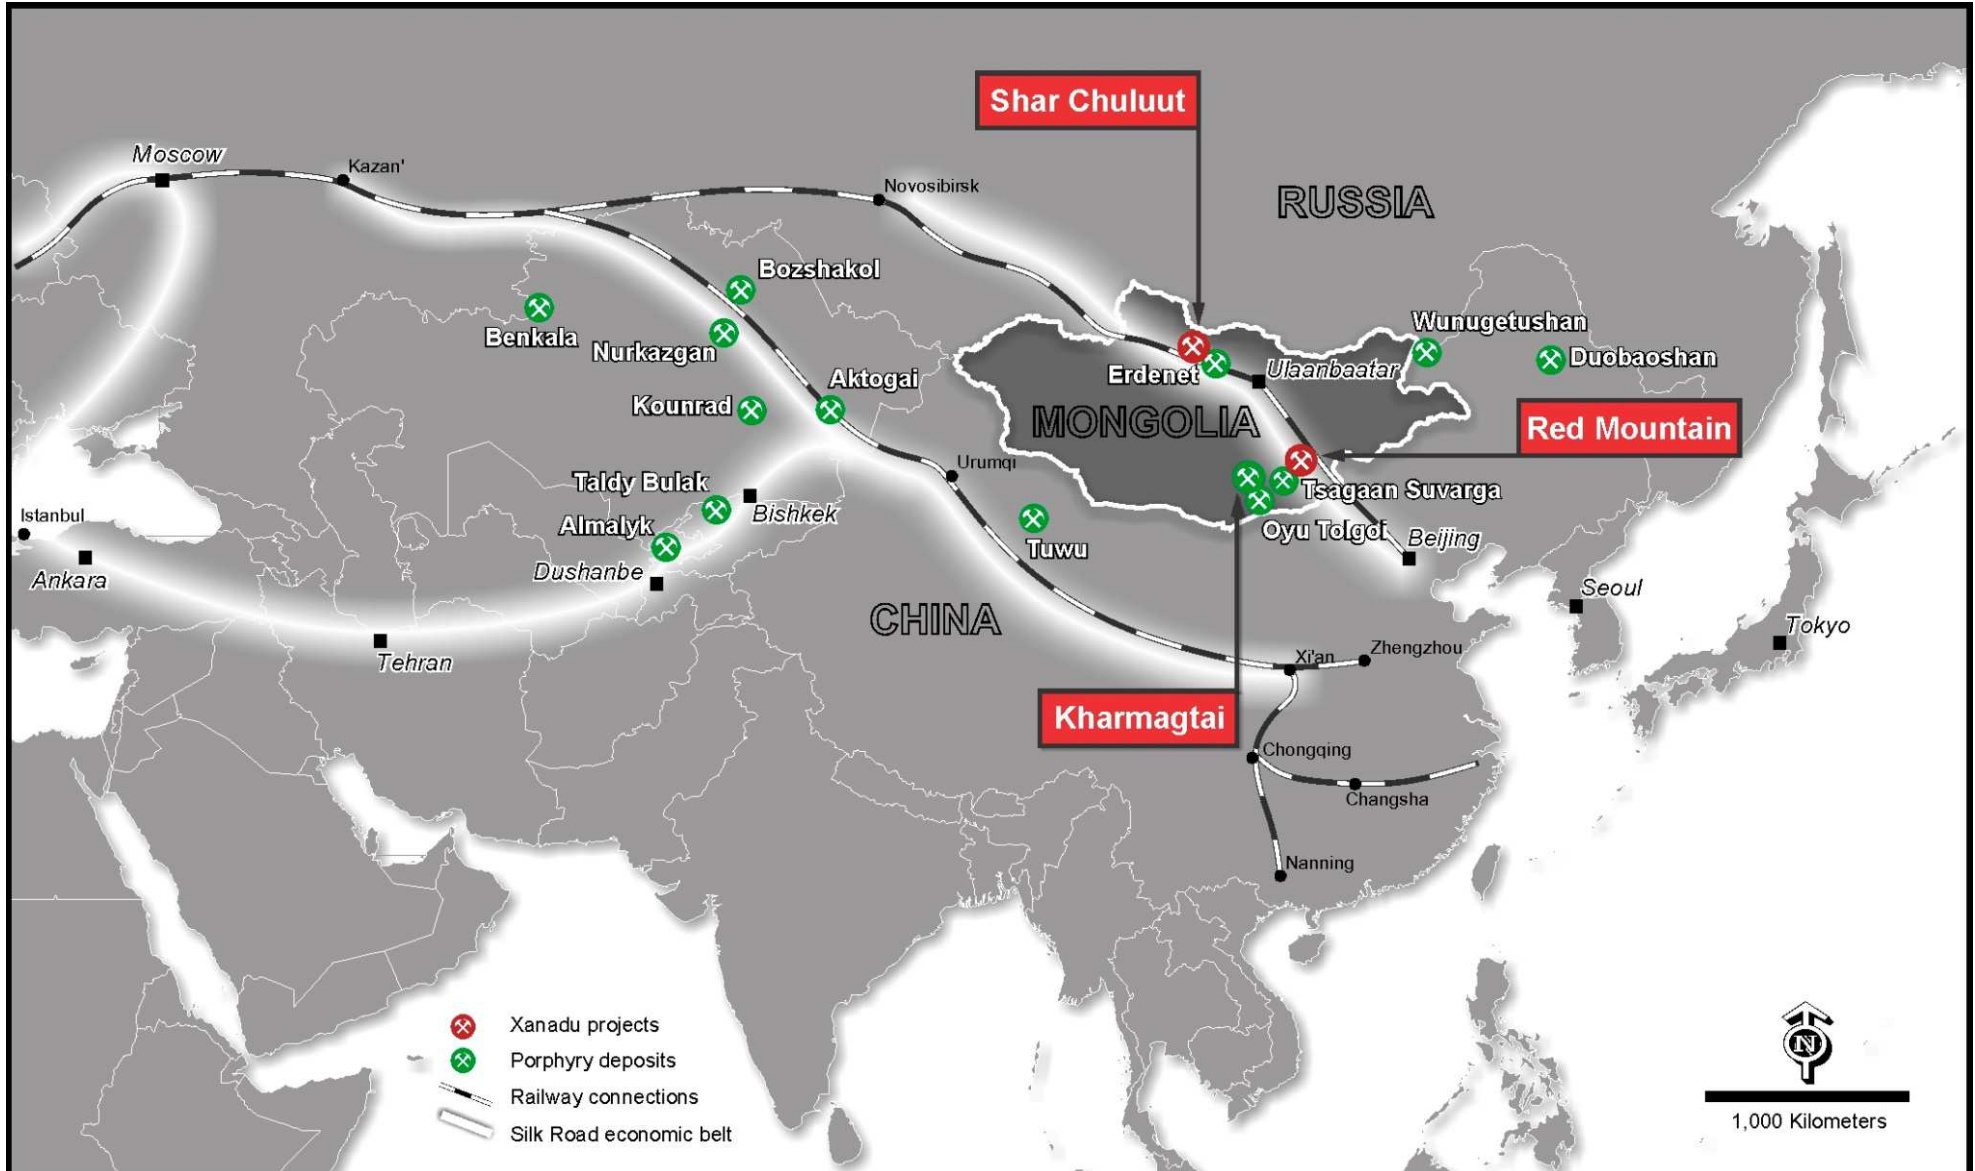 Shar Chuluut
Moscow
Kazan'
Novosibirsk
RUSSIA
Bozshakol
Benkala
Nurkazgan
Wunugetushan
Duobaoshan
Erdenet
Ulaanbaatar
Aktogai
Kounrad
MONGOLIA
Red Mountain
Urumqi
Taldy Bulak
Tsagaan Suvarga
Istanbul
Almalyk
Bishkek
Oyu Tolgoi
Beijing
Tuwu
Ankara
Dushanbe
Seoul
CHINA
Tokyo
Tehran
Xi'an
Zhengzhou
Kharmagtai
Chongqing
Changsha
Nanning
Xanadu projects
Porphyry deposits
Railway connections
Silk Road economic belt
N
1,000 Kilometers